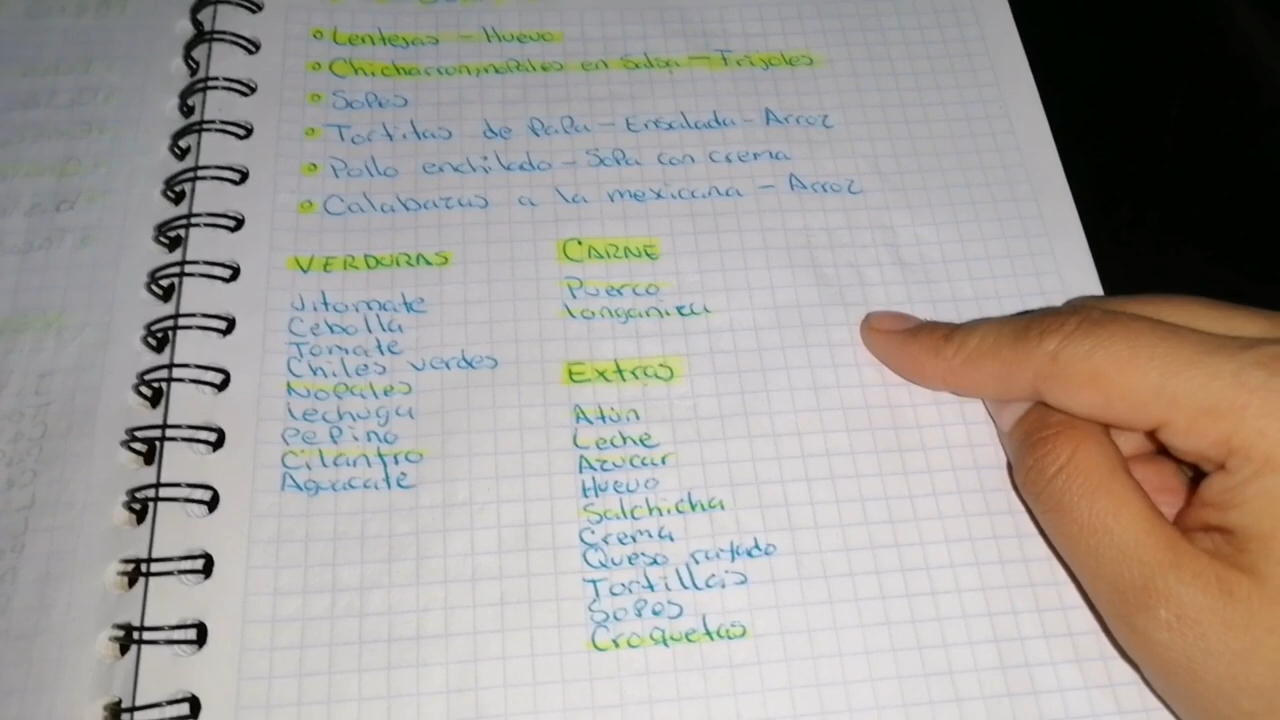 Lentejas - Huevo
Chicharron, nopales en salsa - Frijoles
Sopes
Tortitas de Papa - Ensalada - Arroz
Pollo enchilado - Sopa con crema
Calabazas a la mexicana - Arroz
VERDURAS
Jitomate
Cebolla
Tomate
Chiles verdes
Nopales
Lechuga
Pepino
Cilantro
Aguacate
CARNE
Puerco
Longaniza
Extras
Atún
Leche
Azucar
Huevo
Salchicha
Crema
Queso rayado
Tortillas
Sopes
Croquetas